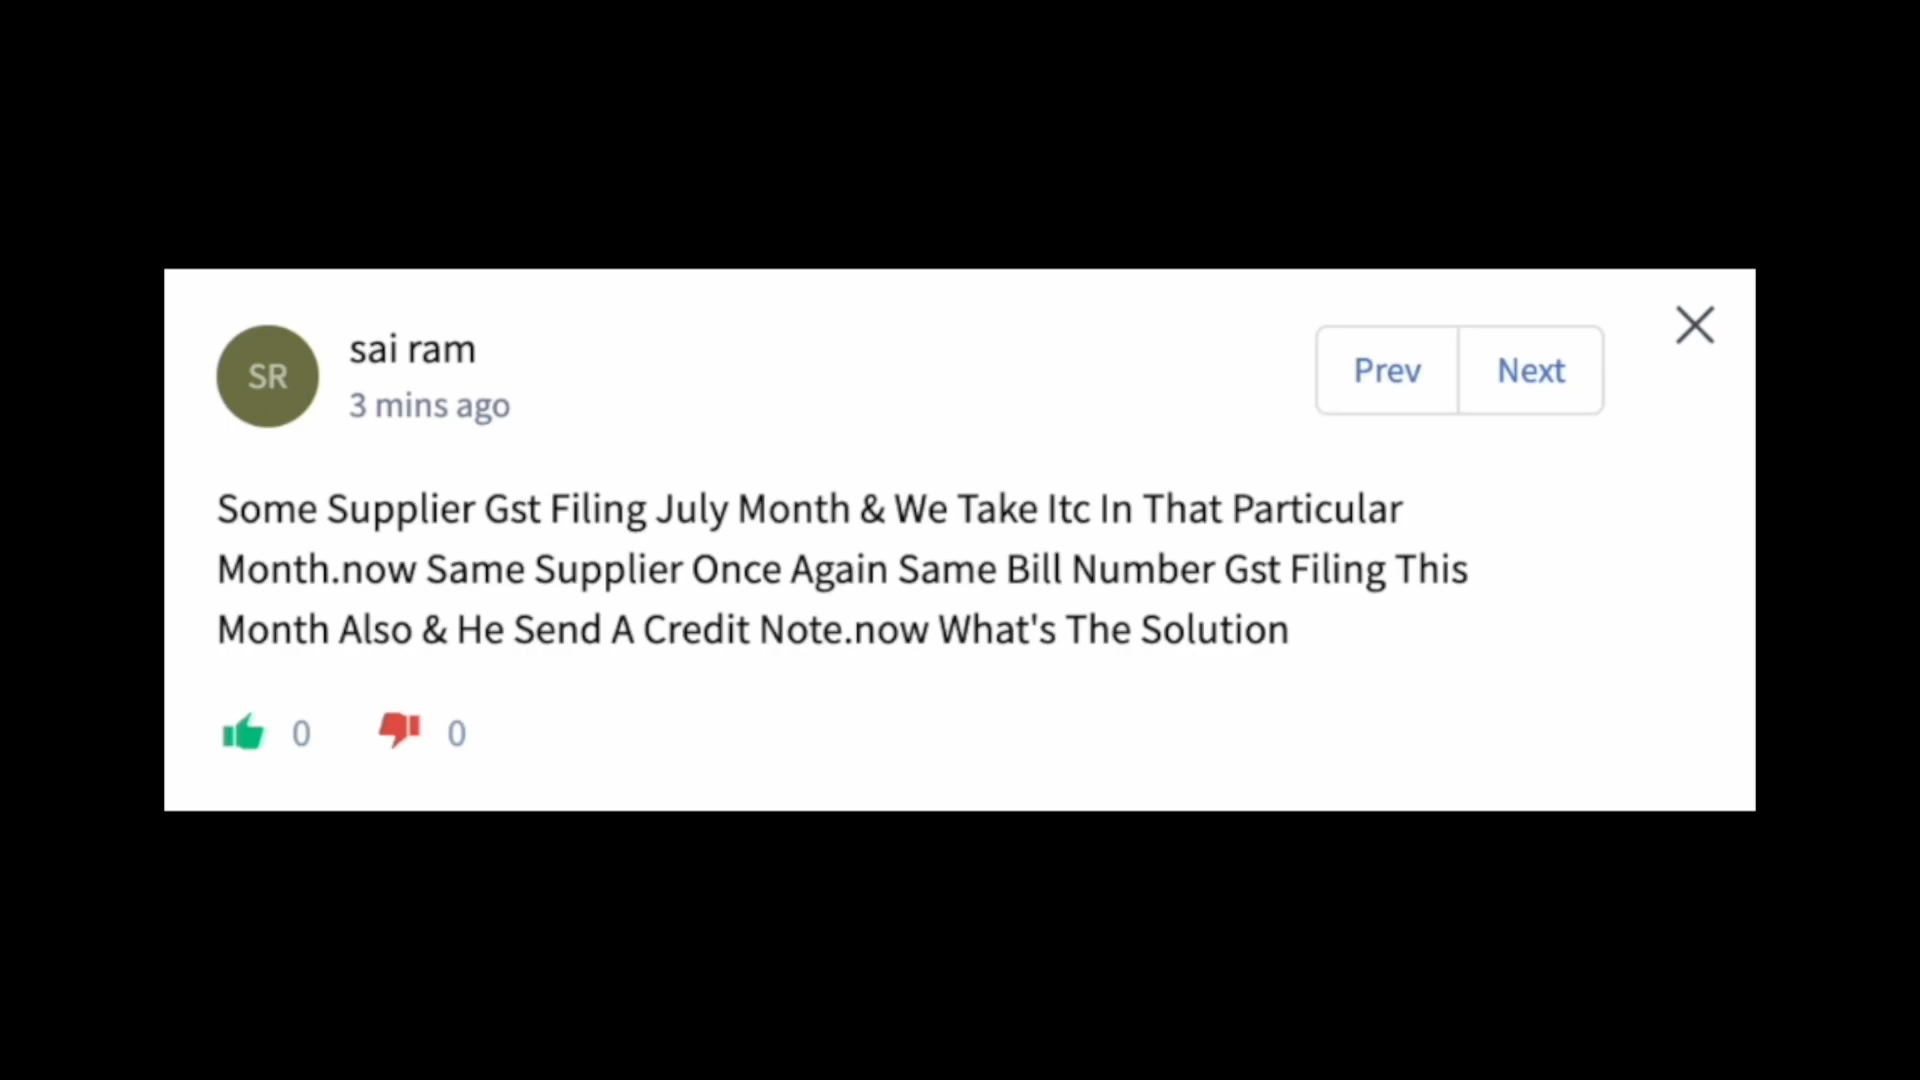 SR
sai ram
3 mins ago
Prev
Next
Some Supplier Gst Filing July Month & We Take Itc In That Particular
Month.now Same Supplier Once Again Same Bill Number Gst Filing This
Month Also & He Send A Credit Note.now What's The Solution
0
0